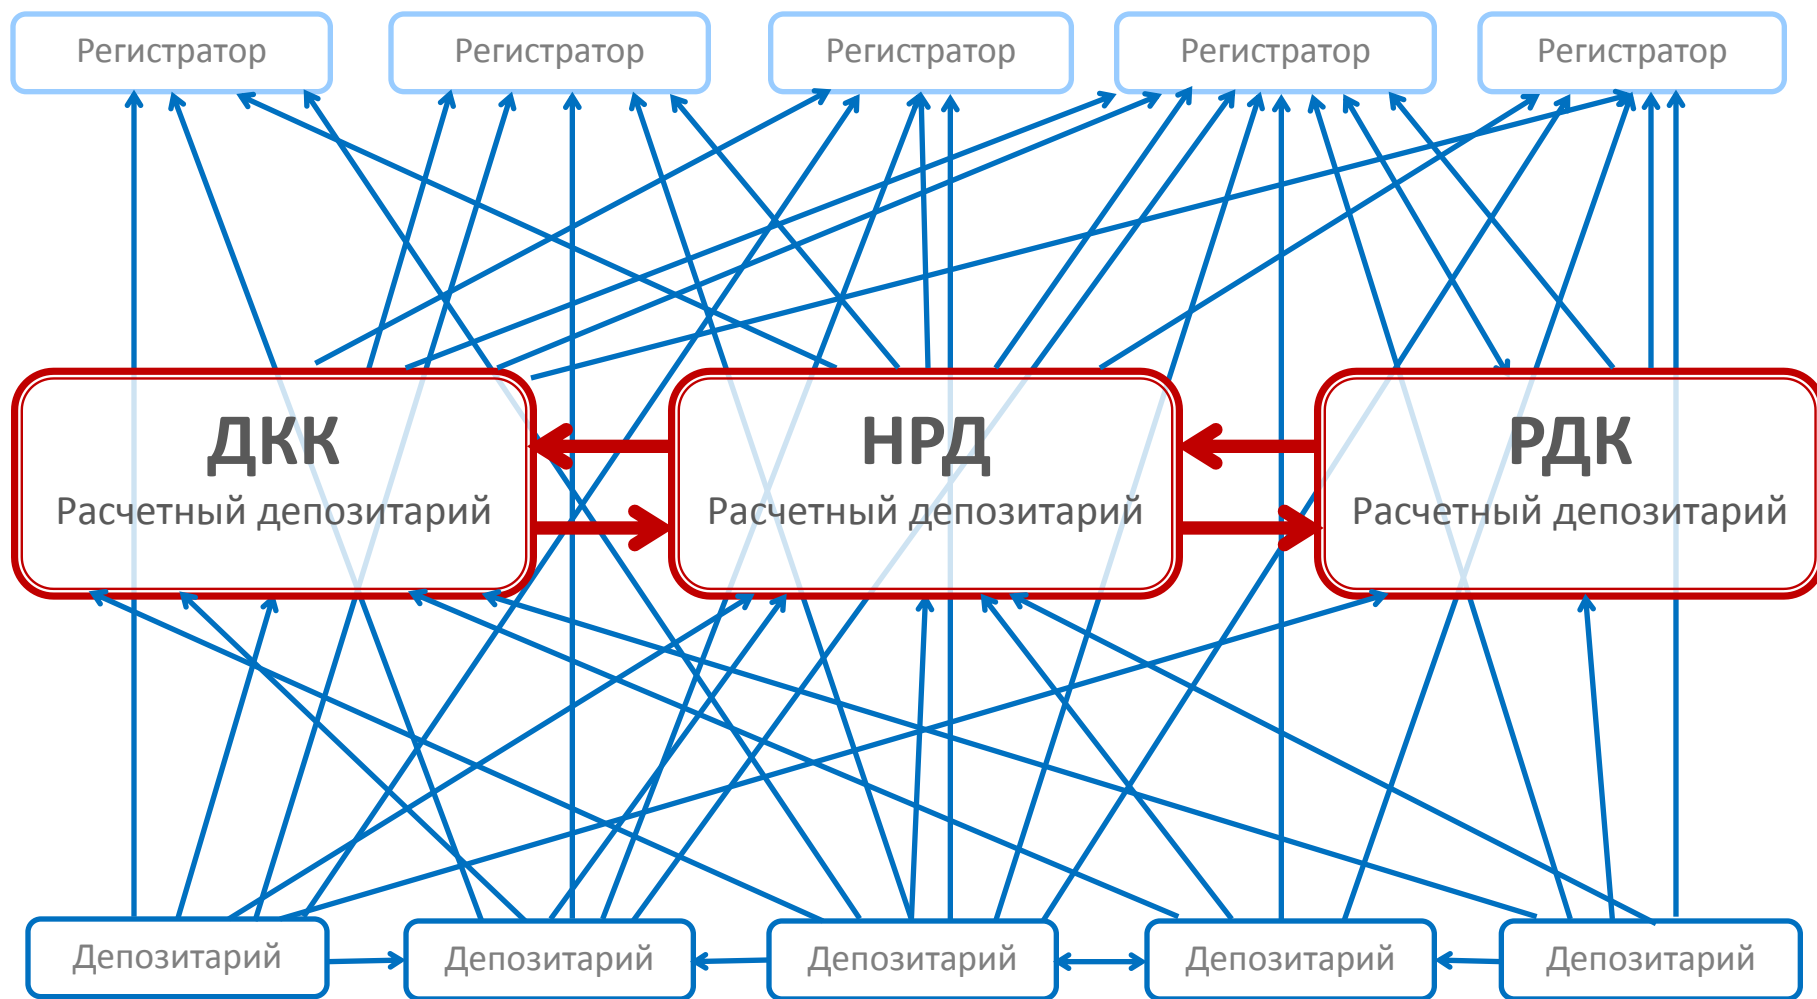 Регистратор
Регистратор
Регистратор
Регистратор
Регистратор
ДКК
Расчетный депозитарий
НРД
Расчетный депозитарий
РДК
Расчетный депозитарий
Депозитарий
Депозитарий
Депозитарий
Депозитарий
Депозитарий